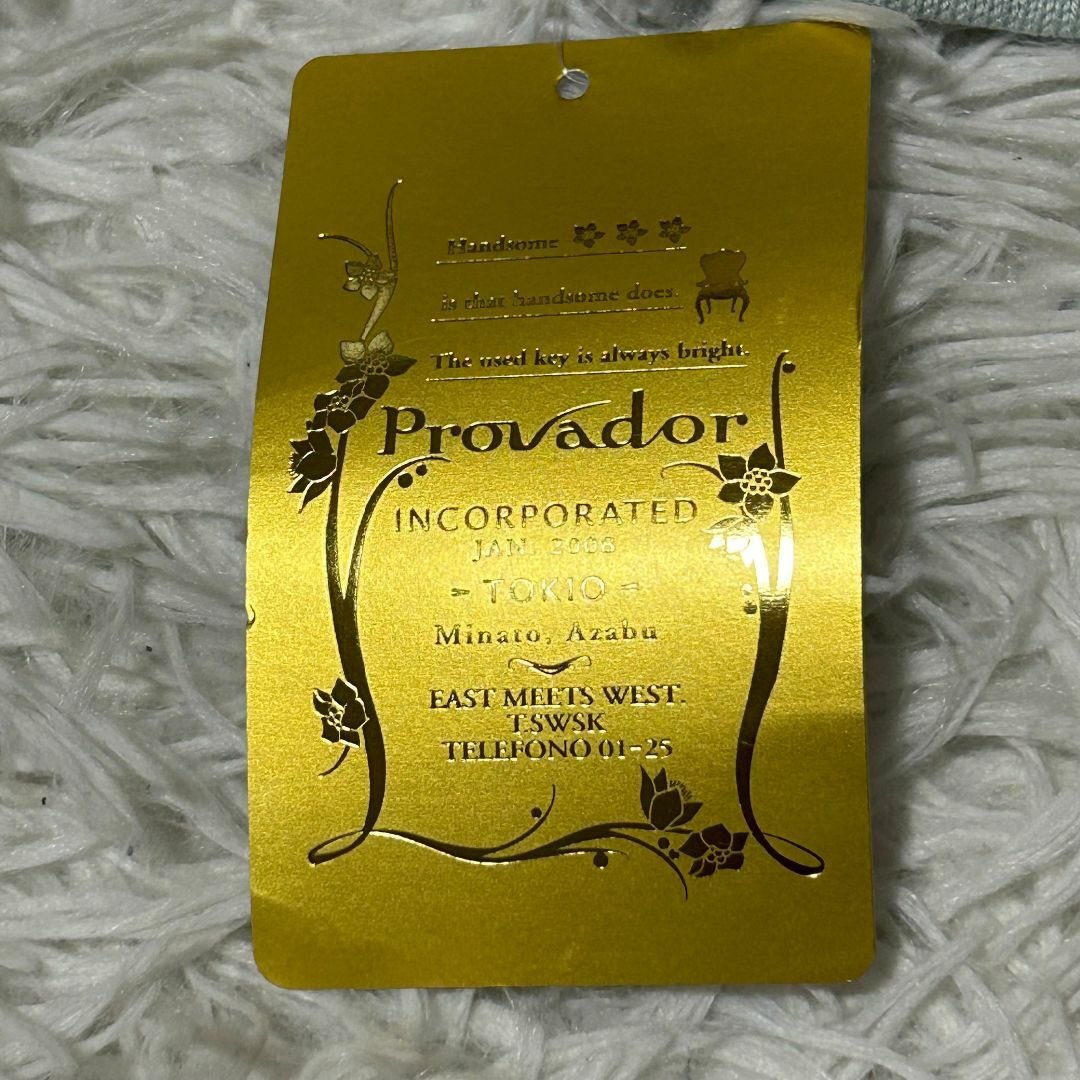 Handsome
is that handsome does.
The used key is always bright.
Provador
INCORPORATED
JAN. 2008
- TOKIO -
Minato, Azabu
EAST MEETS WEST.
T.SWSK
TELEFONO 01-25